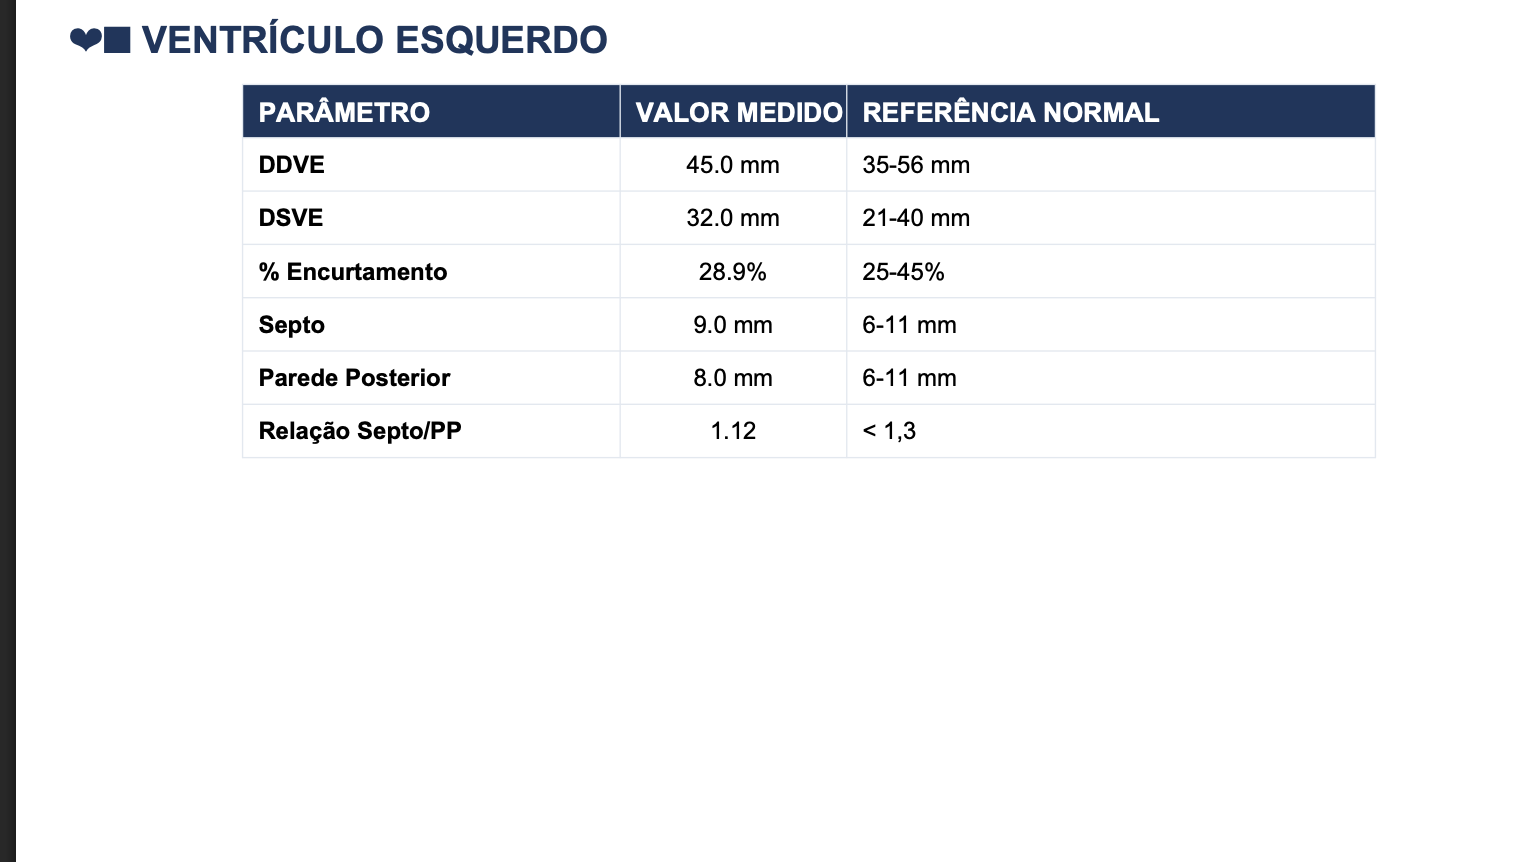 ❤■ VENTRÍCULO ESQUERDO
PARÂMETRO VALOR MEDIDO REFERÊNCIA NORMAL
DDVE 45.0 mm 35-56 mm
DSVE 32.0 mm 21-40 mm
% Encurtamento 28.9% 25-45%
Septo 9.0 mm 6-11 mm
Parede Posterior 8.0 mm 6-11 mm
Relação Septo/PP 1.12 < 1,3